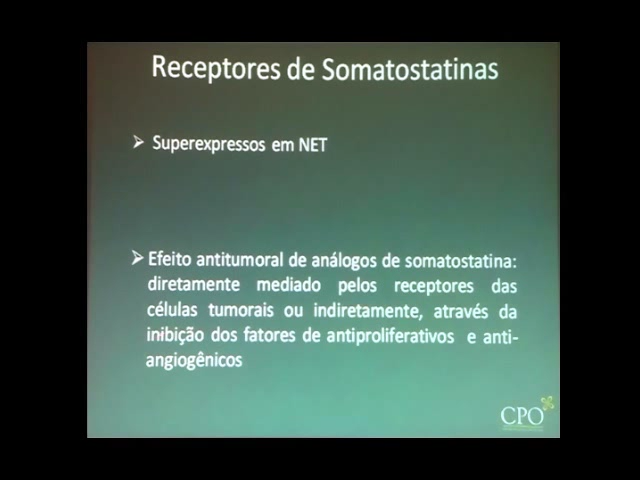 Receptores de Somatostatinas
➢ Superexpressos em NET
➢ Efeito antitumoral de análogos de somatostatina:
diretamente mediado pelos receptores das
células tumorais ou indiretamente, através da
inibição dos fatores de antiproliferativos e anti-
angiogênicos
CPO